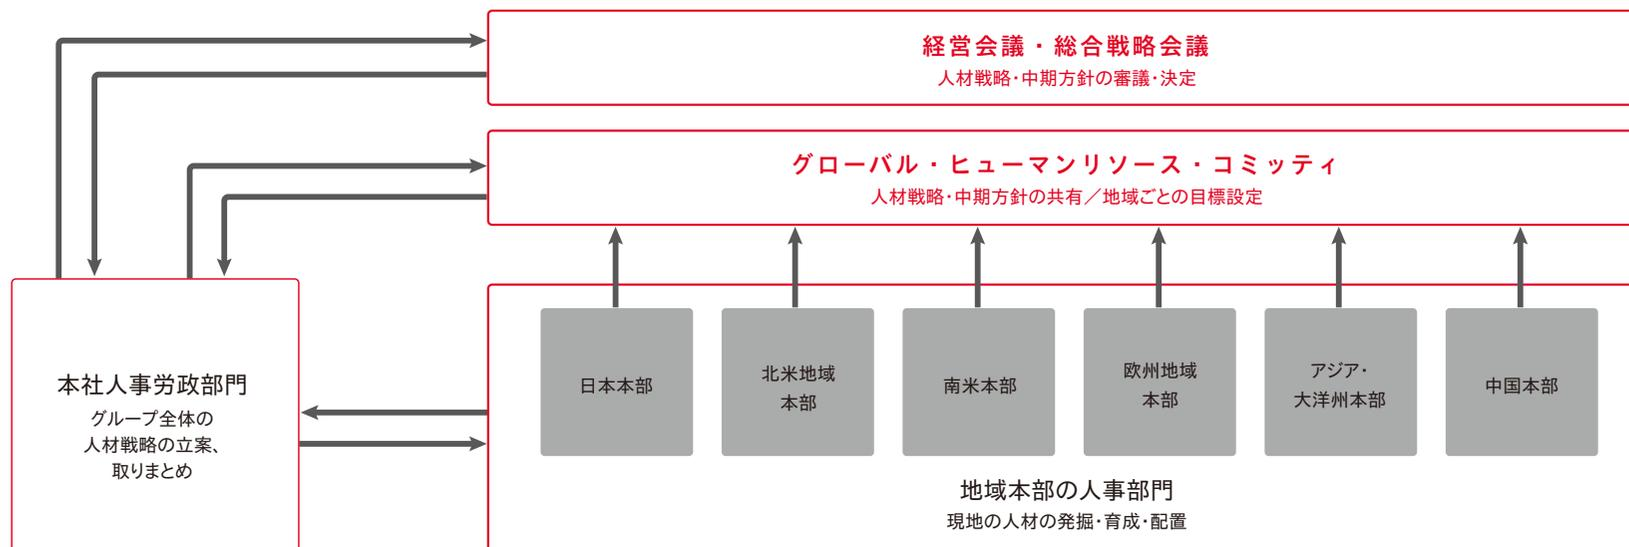 経営会議・総合戦略会議
人材戦略・中期方針の審議・決定
グローバル・ヒューマンリソース・コミッティ
人材戦略・中期方針の共有／地域ごとの目標設定
本社人事労政部門
グループ全体の
人材戦略の立案、
取りまとめ
日本本部
北米地域
本部
南米本部
欧州地域
本部
アジア・
大洋州本部
中国本部
地域本部の人事部門
現地の人材の発掘・育成・配置